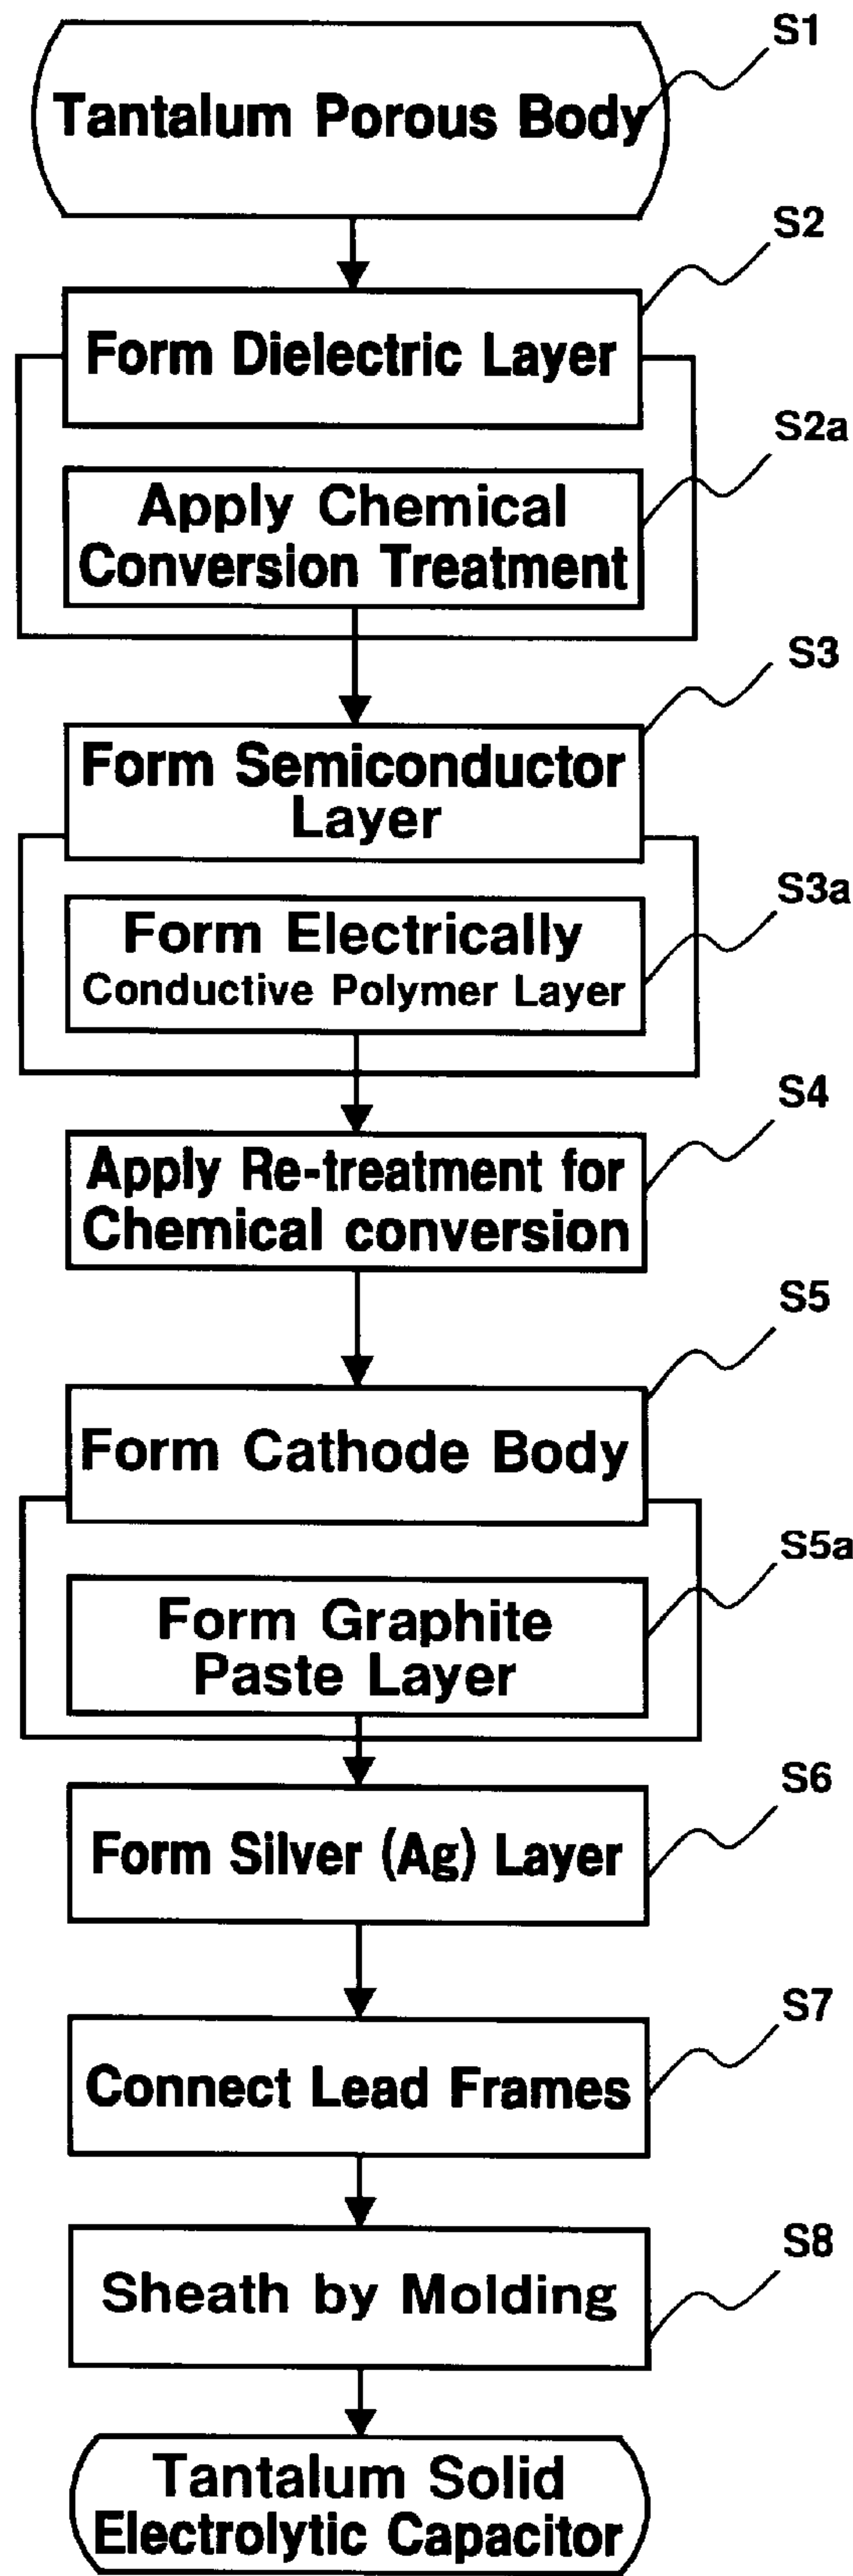 S1
Tantalum Porous Body
S2
Form Dielectric Layer
S2a
Apply Chemical
Conversion Treatment
S3
Form Semiconductor
Layer
S3a
Form Electrically
Conductive Polymer Layer
S4
Apply Re-treatment for
Chemical conversion
S5
Form Cathode Body
S5a
Form Graphite
Paste Layer
S6
Form Silver (Ag) Layer
S7
Connect Lead Frames
S8
Sheath by Molding
Tantalum Solid
Electrolytic Capacitor